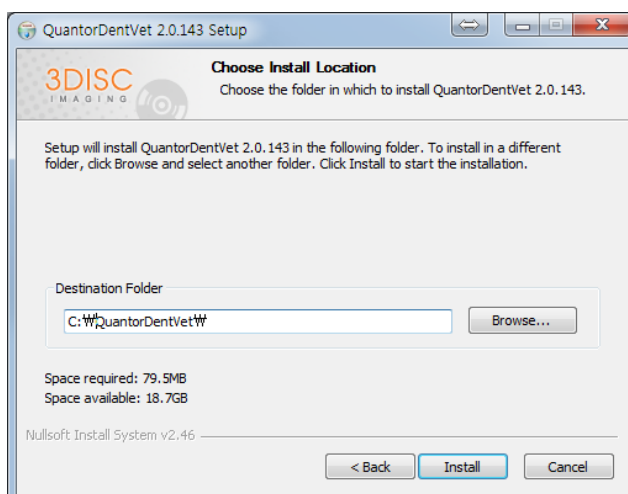 QuantorDentVet 2.0.143 Setup
3DISC
IMAGING
Choose Install Location
Choose the folder in which to install QuantorDentVet 2.0.143.
Setup will install QuantorDentVet 2.0.143 in the following folder. To install in a different
folder, click Browse and select another folder. Click Install to start the installation.
Destination Folder
C:₩QuantorDentVet₩
Browse...
Space required: 79.5MB
Space available: 18.7GB
Nullsoft Install System v2.46
< Back
Install
Cancel